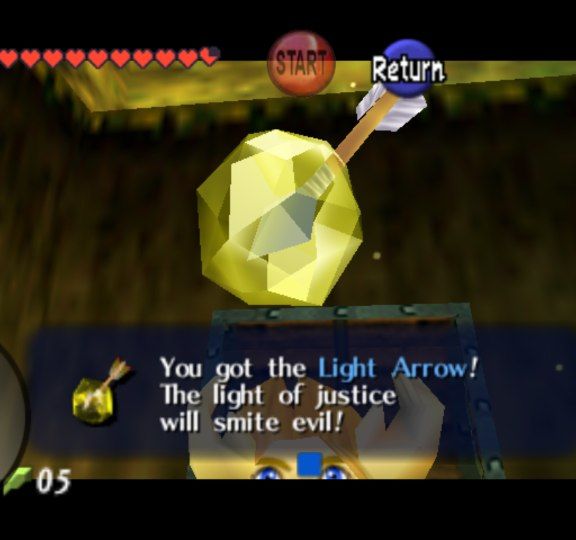 START
Return
You got the Light Arrow!
The light of justice
will smite evil!
05